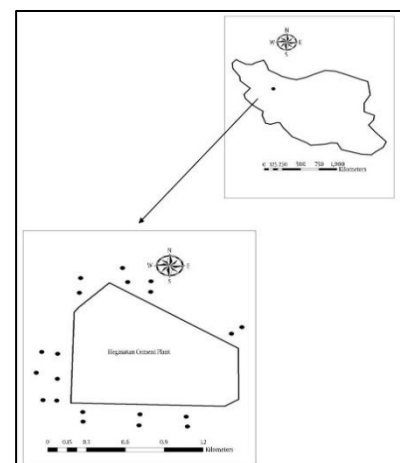 N
W E
S
0 125 250 500 750 1,000
Kilometers
N
W E
S
Hegmatan Cement Plant
0 0.15 0.3 0.6 0.9 1.2
Kilometers